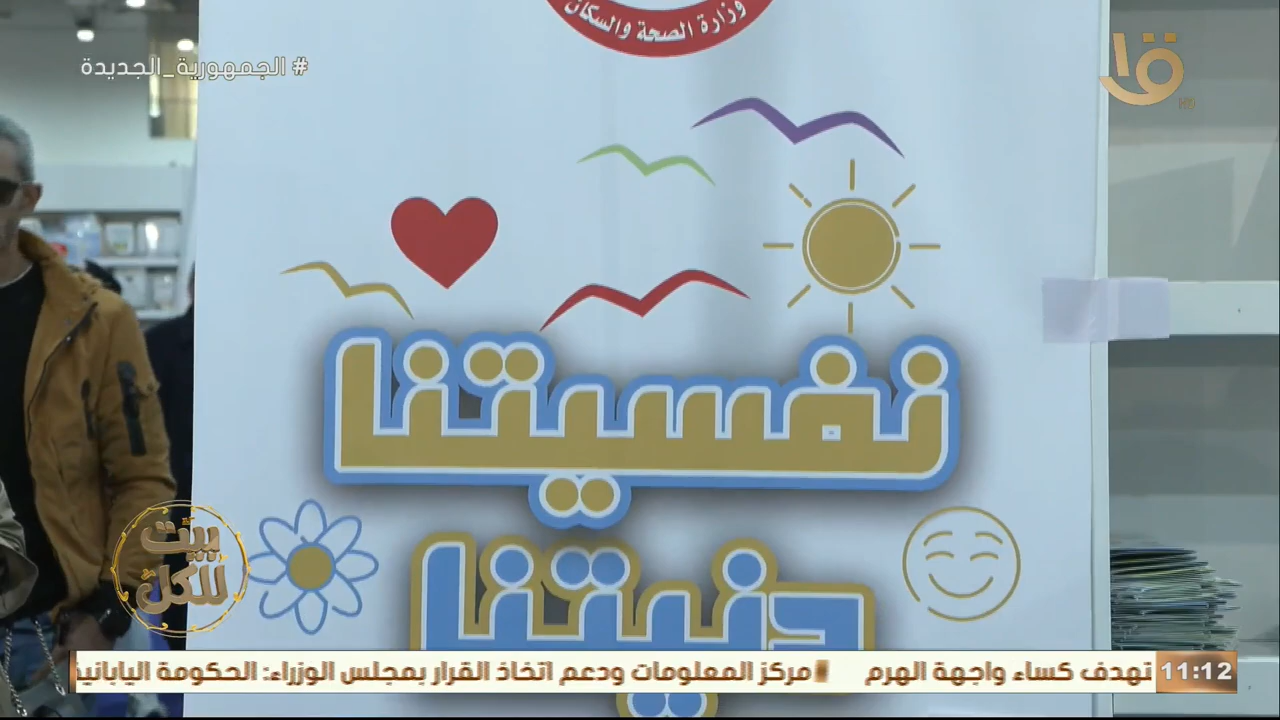 وزارة الصحة والسكان
#الجمهورية_الجديدة
نفسيتنا
دنيتنا
بيت
للكل
تهدف كساء واجهة الهرم
مركز المعلومات ودعم اتخاذ القرار بمجلس الوزراء: الحكومة اليابانية
11:12